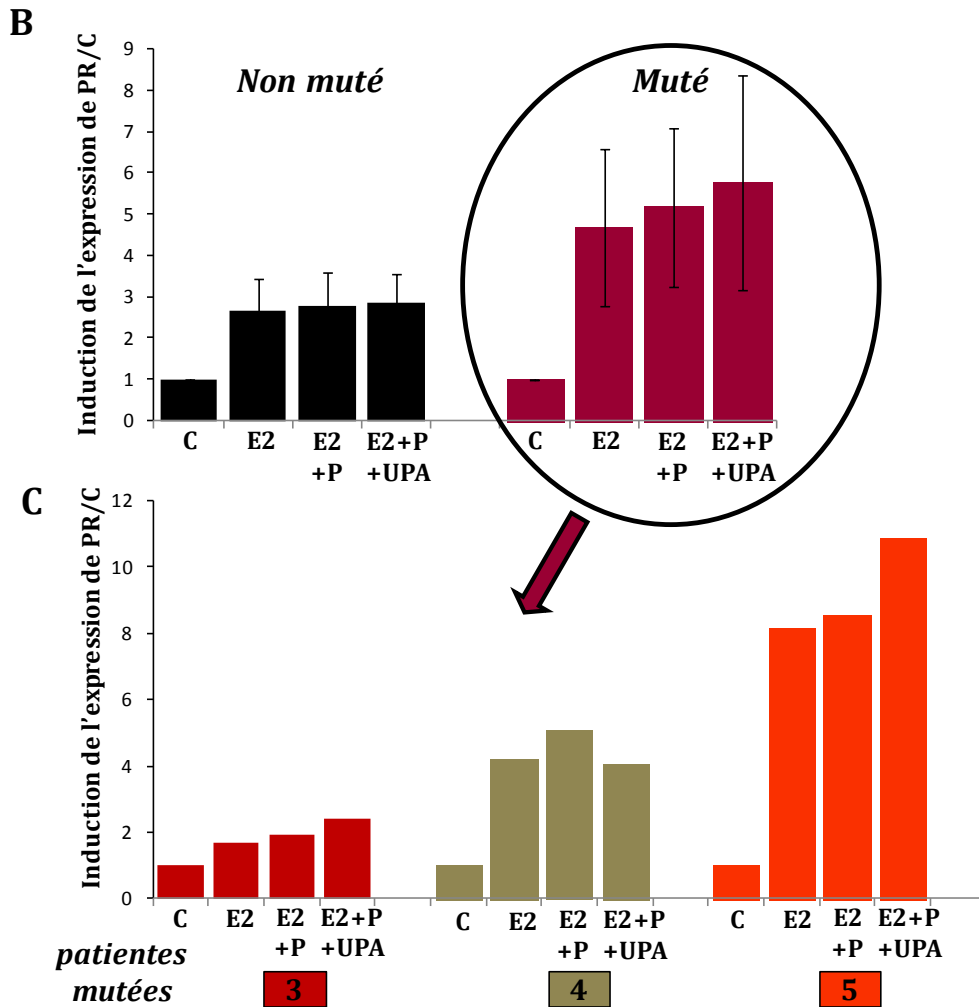 B
Induction de l'expression de PR/C
9
8
7
6
5
4
3
2
1
0
Non muté
Muté
C E2 E2 +P E2+P +UPA
C E2 E2 +P E2+P +UPA
C
Induction de l'expression de PR/C
12
10
8
6
4
2
0
C E2 E2 +P E2+P +UPA
C E2 E2 +P E2+P +UPA
C E2 E2 +P E2+P +UPA
patientes
mutées 3 4 5